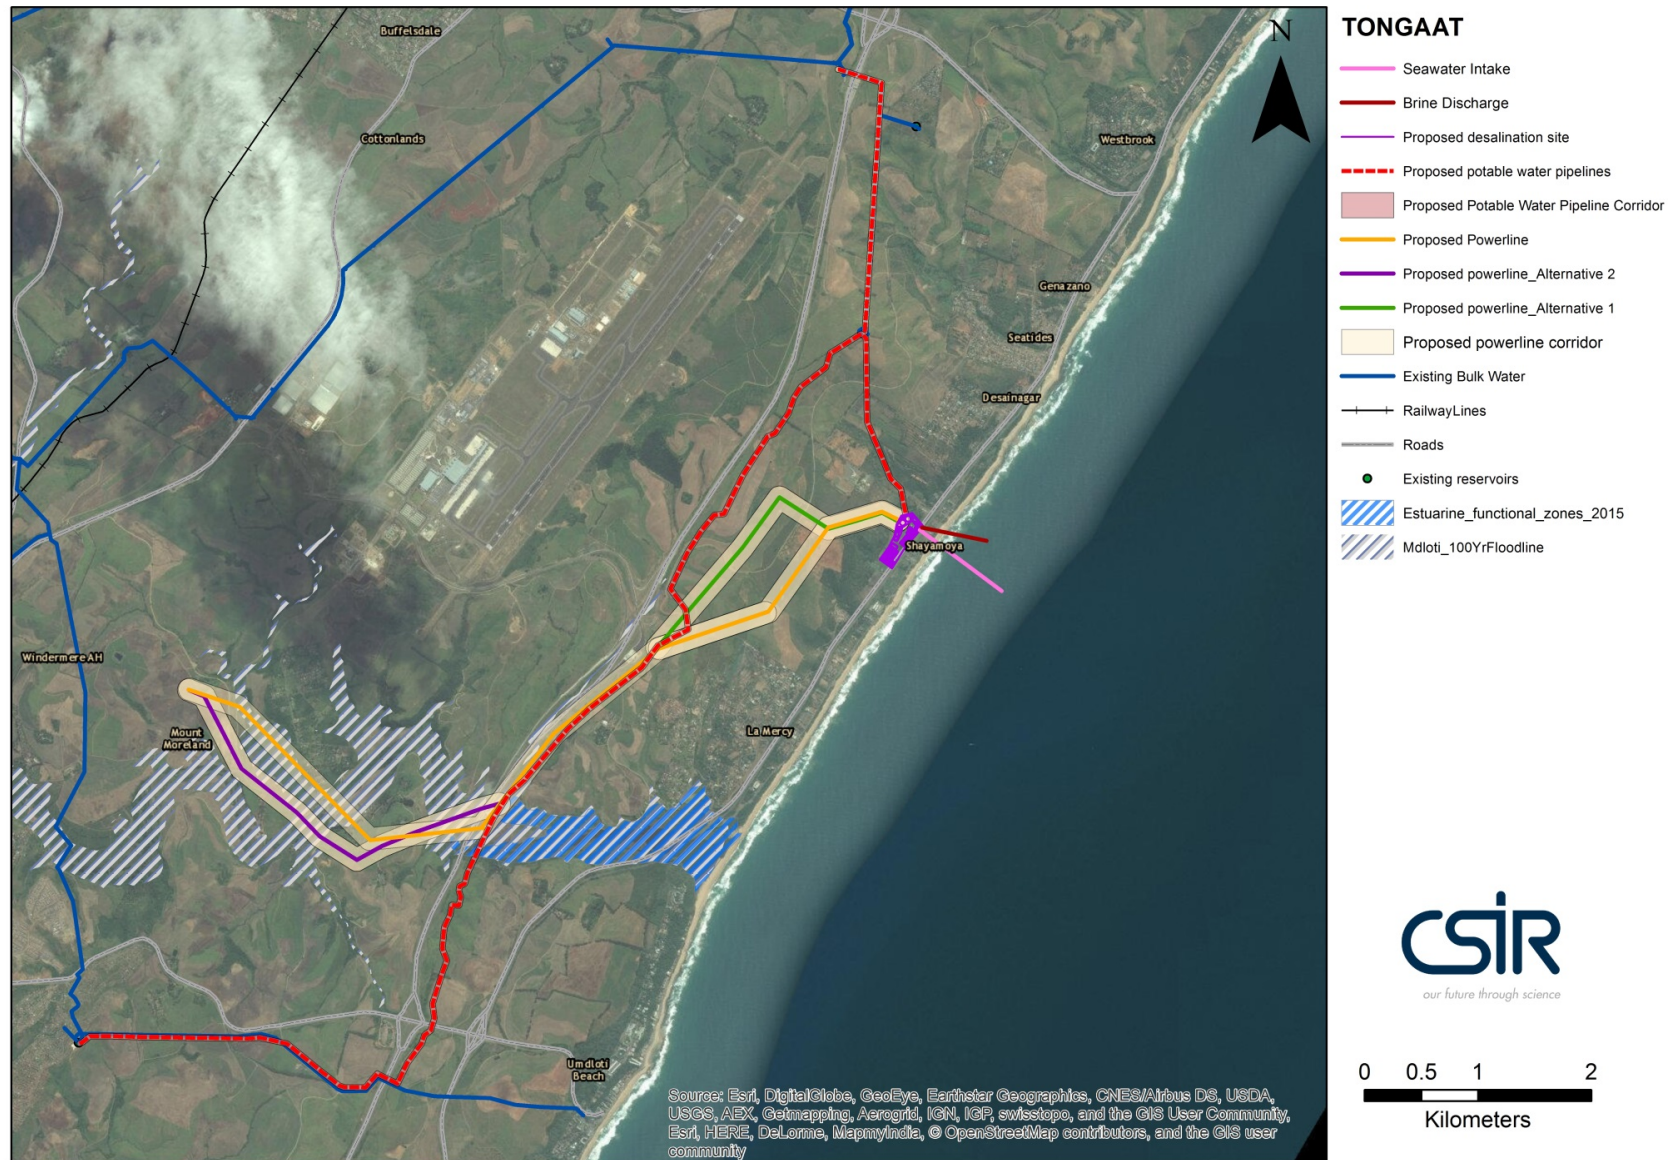 Buffelsdale
N
Cottonlands
Westbrook
Genazano
Seatides
Desainagar
Shayamoya
Windermere AH
Mount
Moreland
La Mercy
Umdloti
Beach
Source: Esri, DigitalGlobe, GeoEye, Earthstar Geographics, CNES/Airbus DS, USDA,
USGS, AEX, Getmapping, Aerogrid, IGN, IGP, swisstopo, and the GIS User Community,
Esri, HERE, DeLorme, MapmyIndia, © OpenStreetMap contributors, and the GIS user
community
TONGAAT
Seawater Intake
Brine Discharge
Proposed desalination site
Proposed potable water pipelines
Proposed Potable Water Pipeline Corridor
Proposed Powerline
Proposed powerline_Alternative 2
Proposed powerline_Alternative 1
Proposed powerline corridor
Existing Bulk Water
RailwayLines
Roads
Existing reservoirs
Estuarine_functional_zones_2015
Mdloti_100YrFloodline
CSIR
our future through science
0 0.5 1 2
Kilometers